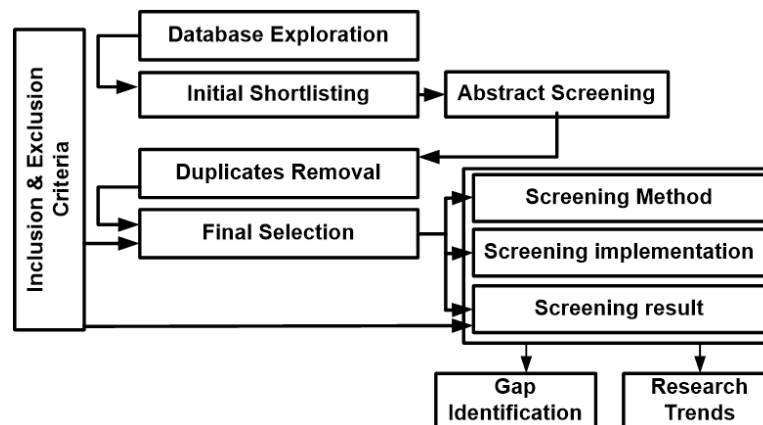 Inclusion & Exclusion
Criteria
Database Exploration
Initial Shortlisting
Abstract Screening
Duplicates Removal
Final Selection
Screening Method
Screening implementation
Screening result
Gap
Identification
Research
Trends